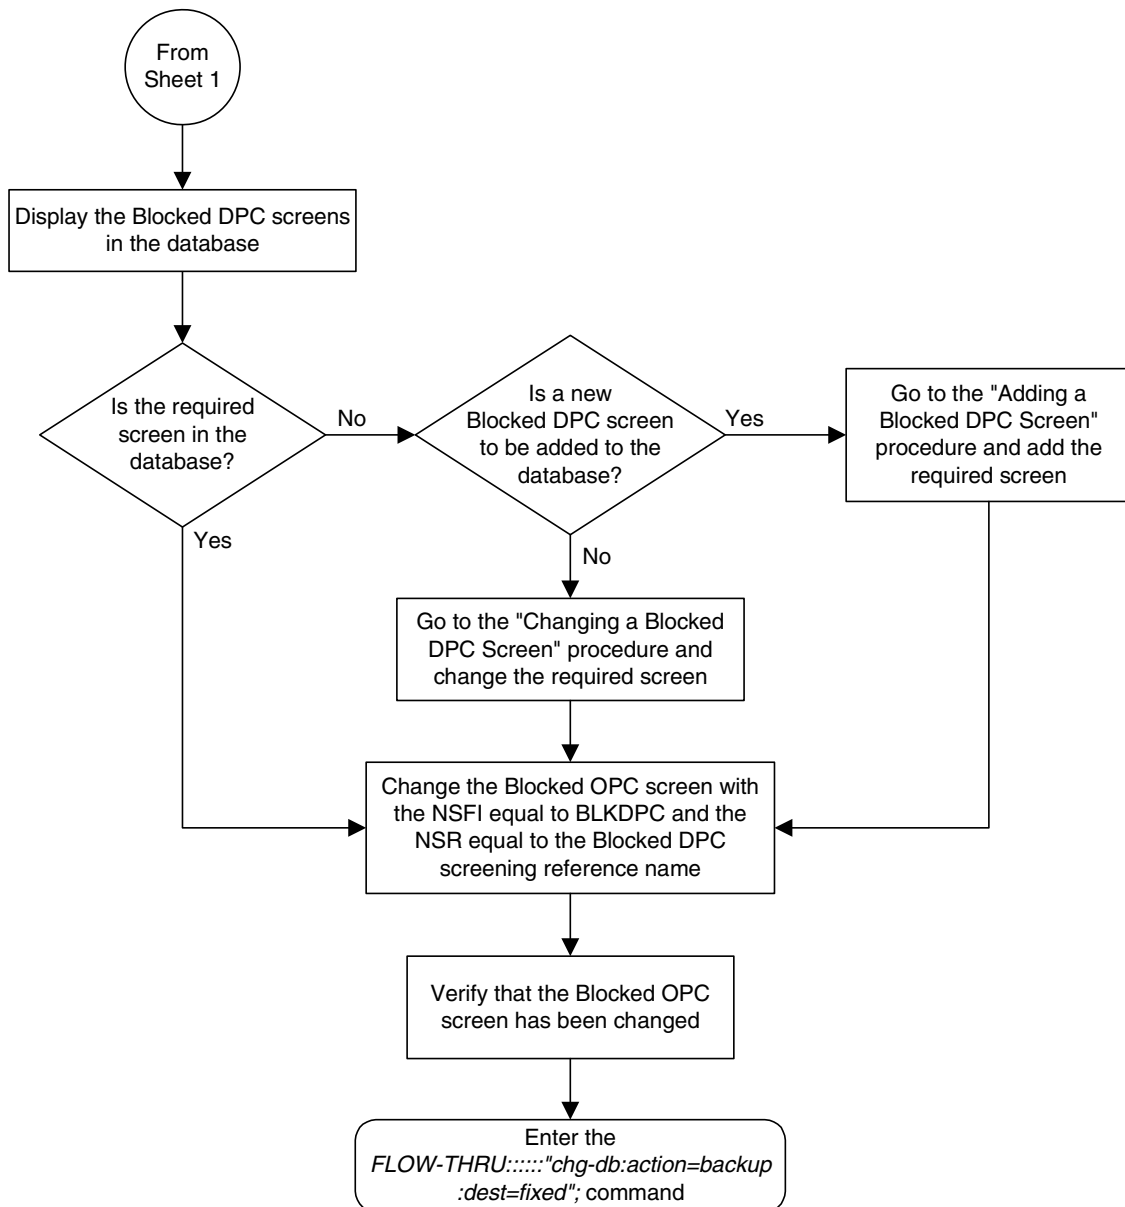 From
Sheet 1
Display the Blocked DPC screens
in the database
Is the required
screen in the
database?
No
Yes
Is a new
Blocked DPC screen
to be added to the
database?
Yes
No
Go to the "Adding a
Blocked DPC Screen"
procedure and add the
required screen
Go to the "Changing a Blocked
DPC Screen" procedure and
change the required screen
Change the Blocked OPC screen with
the NSFI equal to BLKDPC and the
NSR equal to the Blocked DPC
screening reference name
Verify that the Blocked OPC
screen has been changed
Enter the
FLOW-THRU::::::"chg-db:action=backup
:dest=fixed"; command